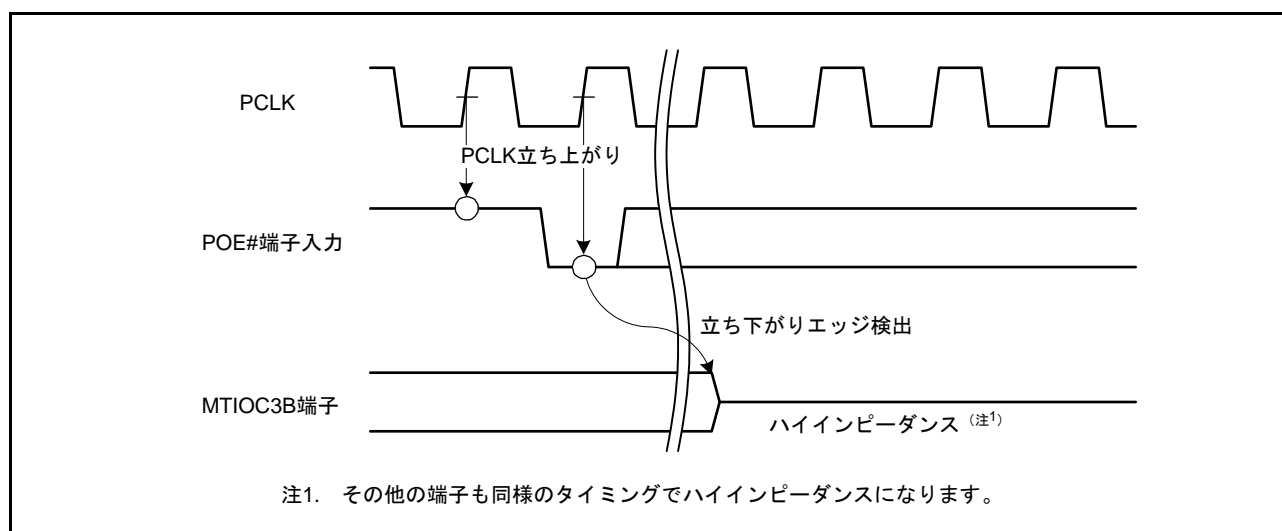 PCLK
PCLK立ち上がり
POE#端子入力
立ち下がりエッジ検出
MTIOC3B端子
ハイインピーダンス（注1）
注1. その他の端子も同様のタイミングでハイインピーダンスになります。